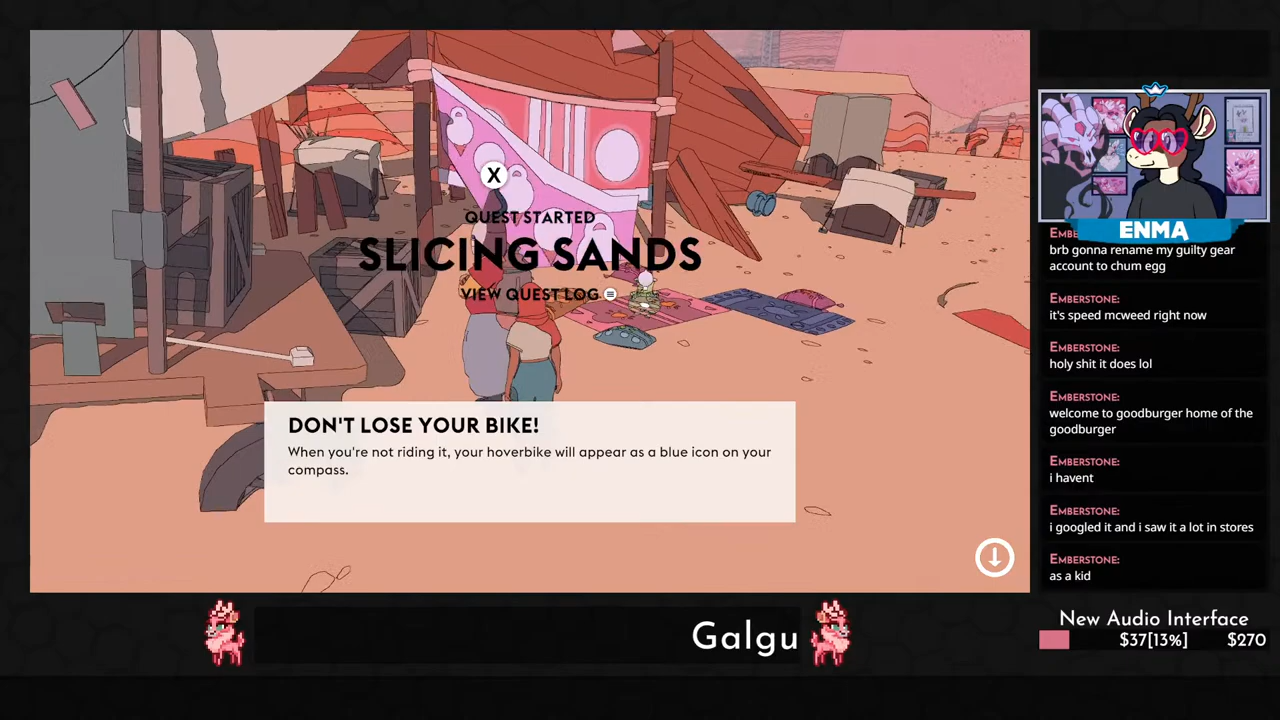 X
QUEST STARTED
SLICING SANDS
VIEW QUEST LOG
DON'T LOSE YOUR BIKE!
When you're not riding it, your hoverbike will appear as a blue icon on your
compass.
ENMA
brb gonna rename my guilty gear
account to chum egg
EMBERSTONE:
it's speed mcweed right now
EMBERSTONE:
holy shit it does lol
EMBERSTONE:
welcome to goodburger home of the
goodburger
EMBERSTONE:
i havent
EMBERSTONE:
i googled it and i saw it a lot in stores
EMBERSTONE:
as a kid
Galgu
New Audio Interface
$37[13%] $270